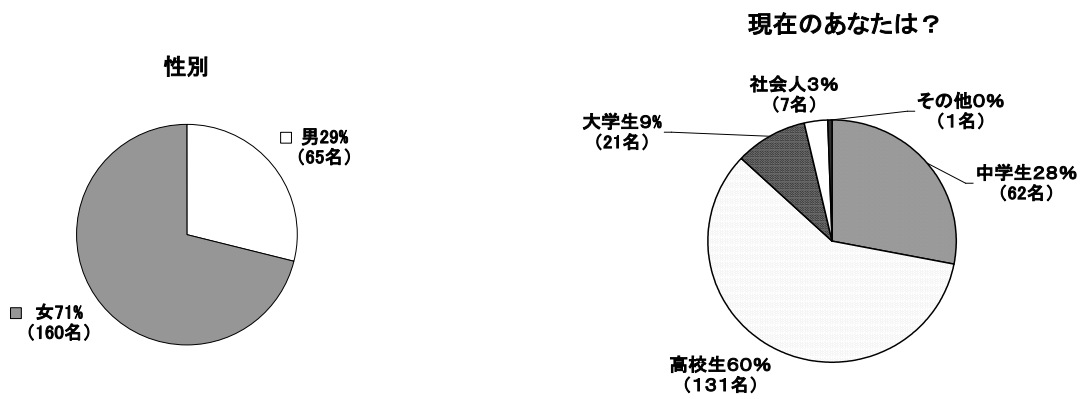 性別
男29%
（65名）
女71%
（160名）
現在のあなたは？
社会人３％
（７名）
その他０％
（１名）
大学生９％
（21名）
中学生２８％
（62名）
高校生６０％
（１３１名）